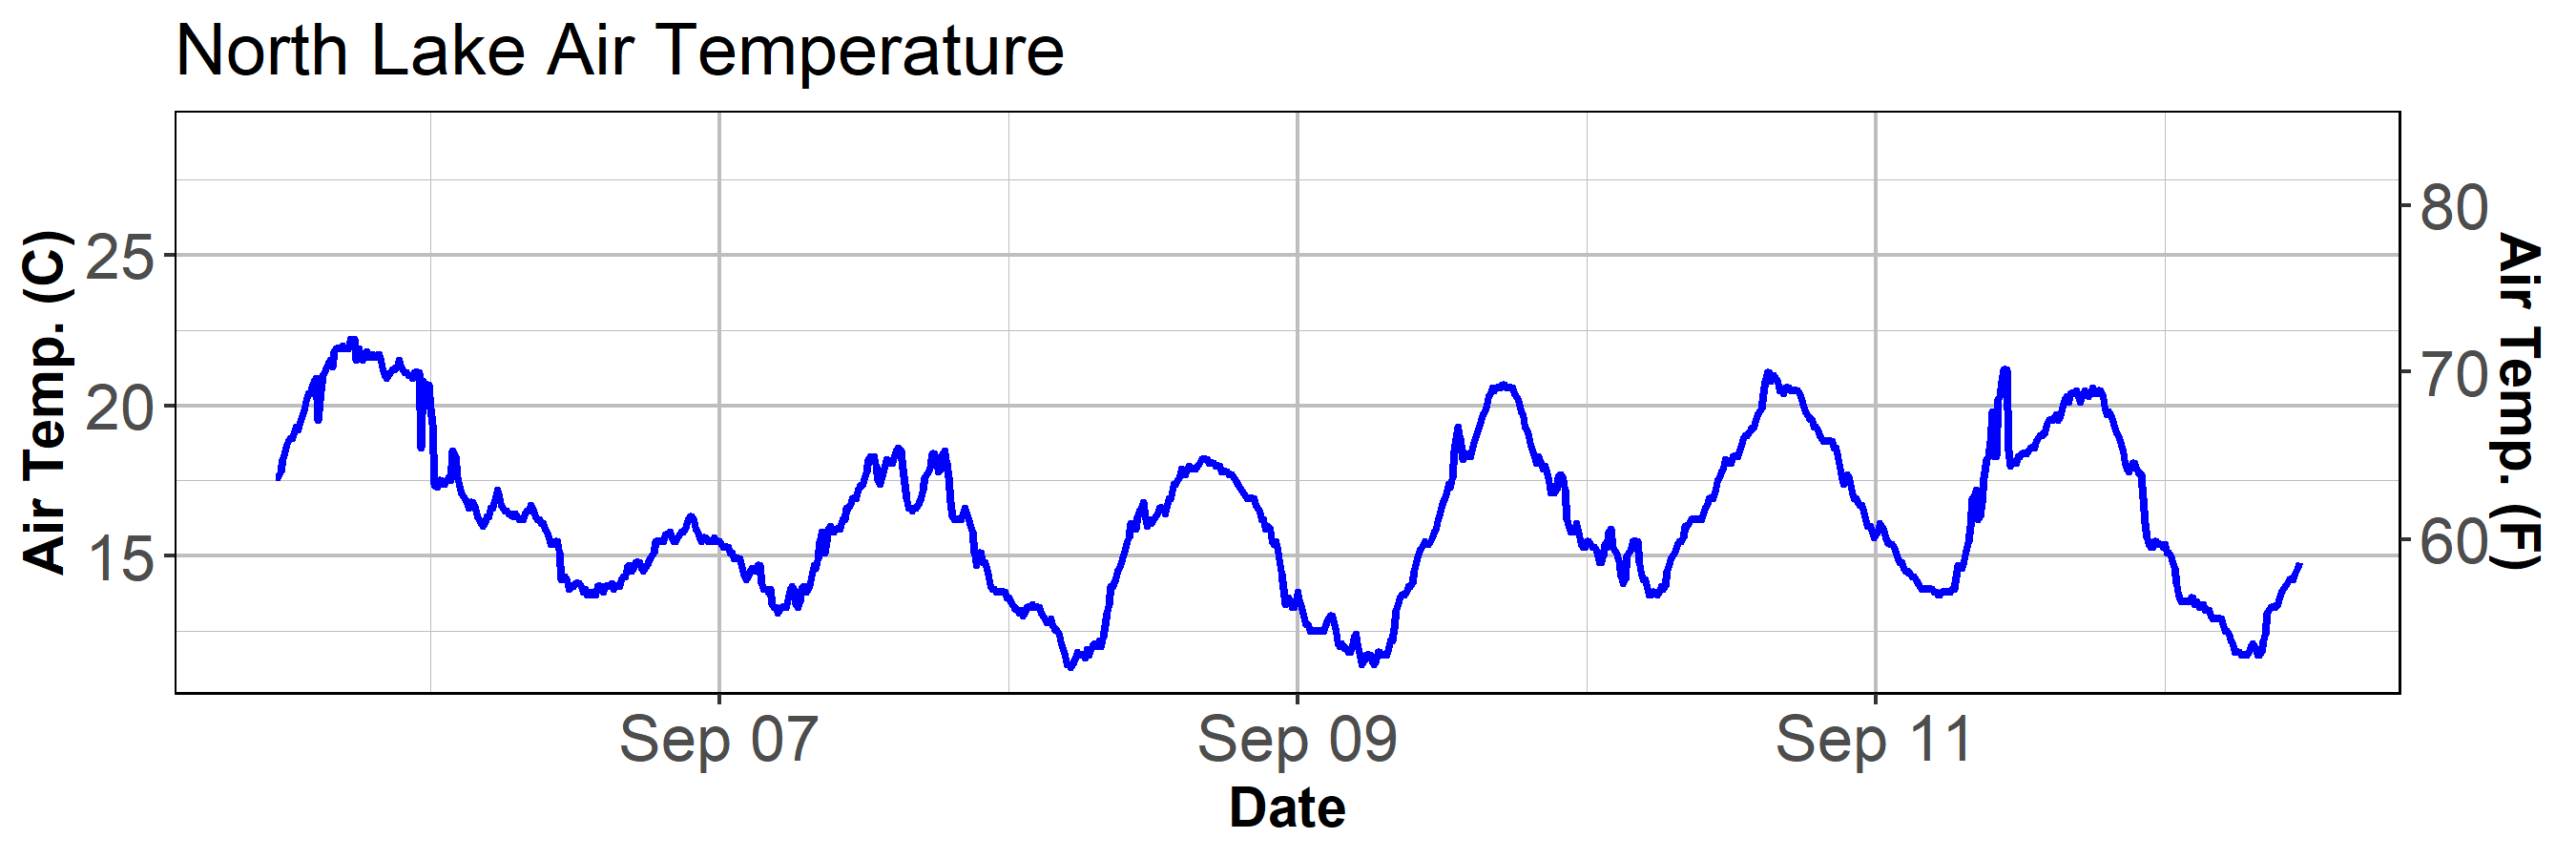 North Lake Air Temperature
Air Temp. (C)
25
20
15
80
70
60
Air Temp. (F)
Sep 07
Sep 09
Sep 11
Date